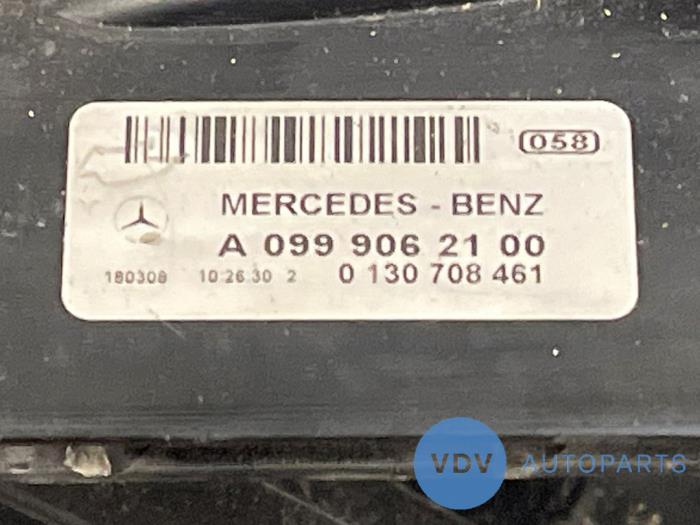 058
MERCEDES - BENZ
A 099 906 21 00
180308 10:26:30 2 0 130 708 461
VDV AUTOPARTS